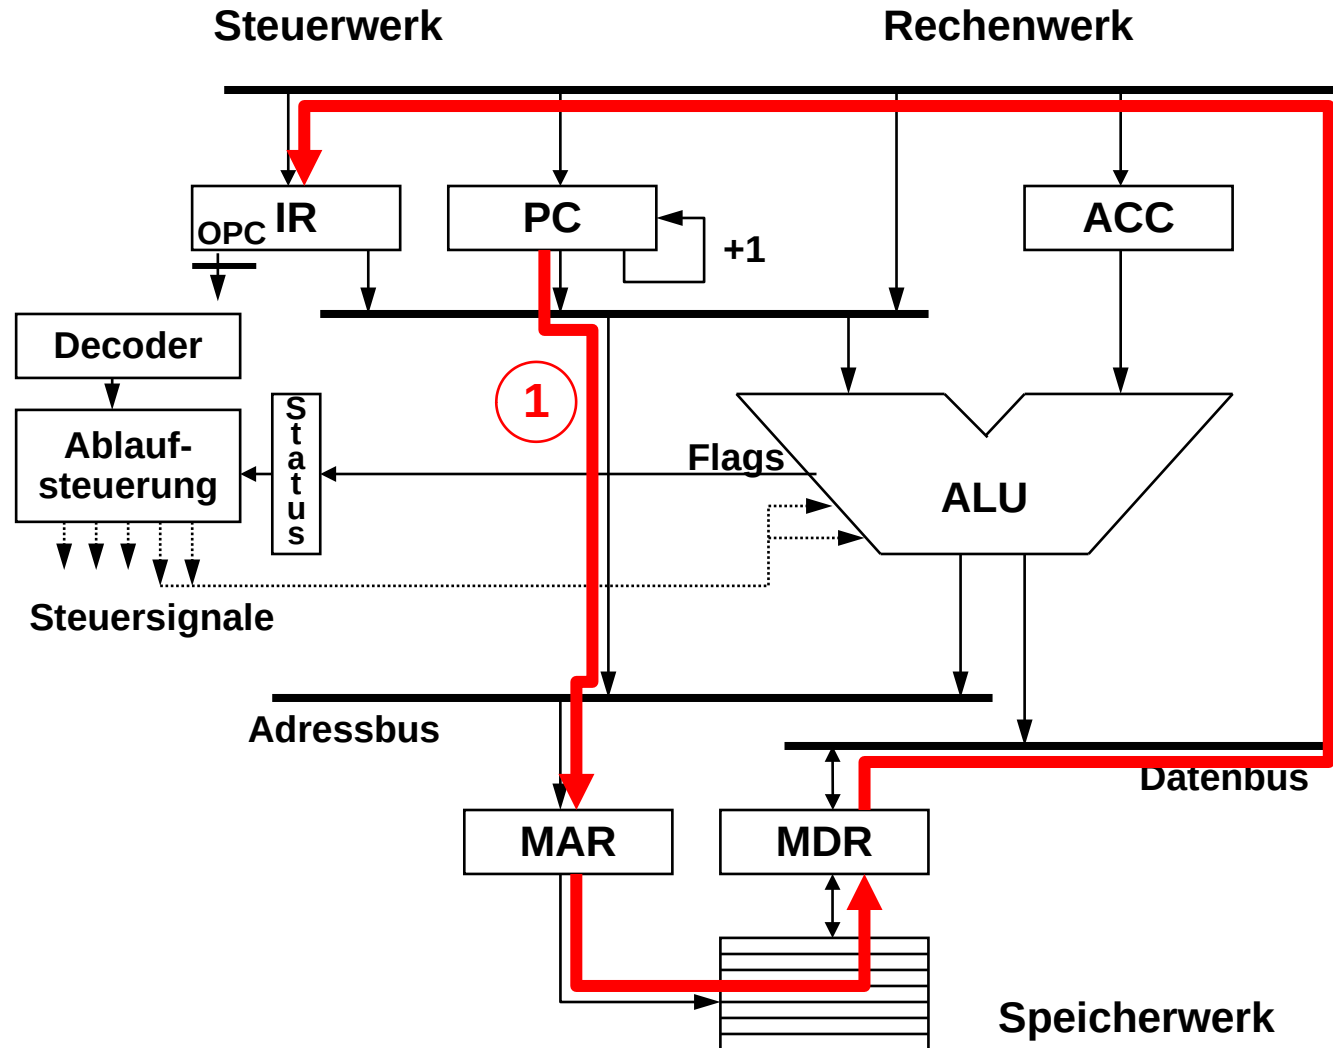 Steuerwerk
Rechenwerk
OPC IR
PC
+1
ACC
Decoder
Ablauf-
steuerung
Status
1
Flags
ALU
Steuersignale
Adressbus
Datenbus
MAR
MDR
Speicherwerk